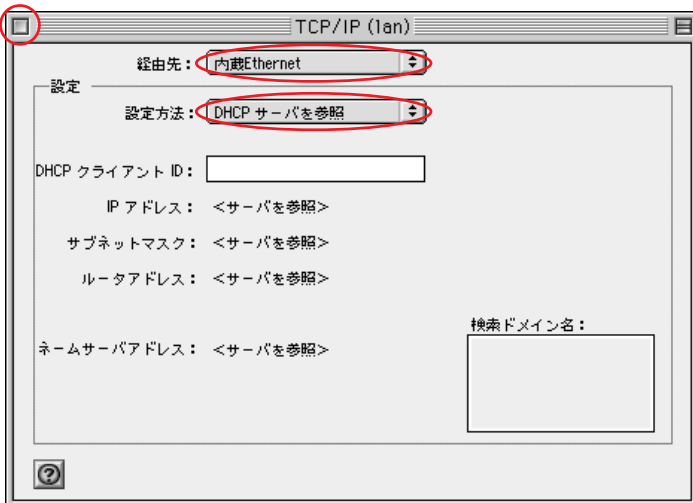 TCP/IP (lan)
経由先： 内蔵Ethernet
設定
設定方法： DHCP サーバを参照
DHCP クライアント ID：
IP アドレス： <サーバを参照>
サブネットマスク： <サーバを参照>
ルータアドレス： <サーバを参照>
検索ドメイン名：
ネームサーバアドレス： <サーバを参照>
?